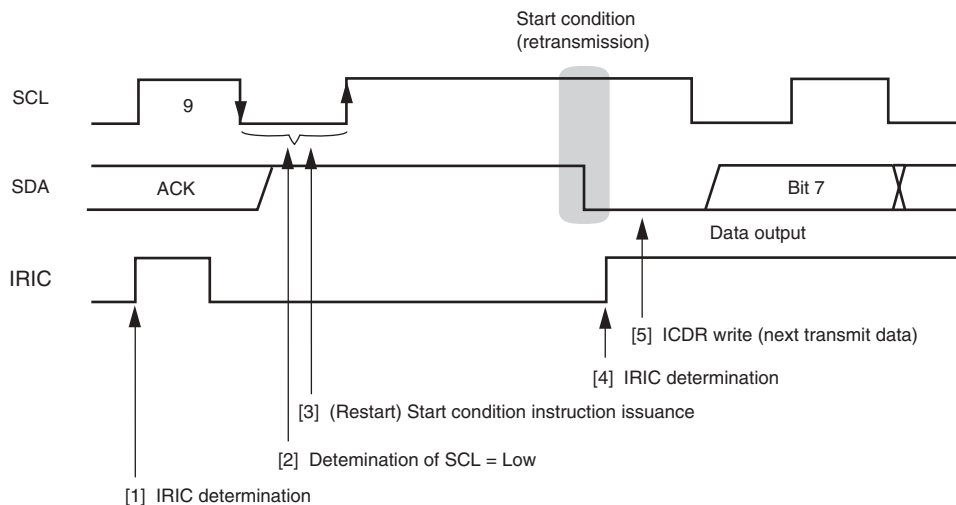 Start condition
(retransmission)
SCL
9
SDA
ACK
Bit 7
Data output
IRIC
[5] ICDR write (next transmit data)
[4] IRIC determination
[3] (Restart) Start condition instruction issuance
[2] Detemination of SCL = Low
[1] IRIC determination